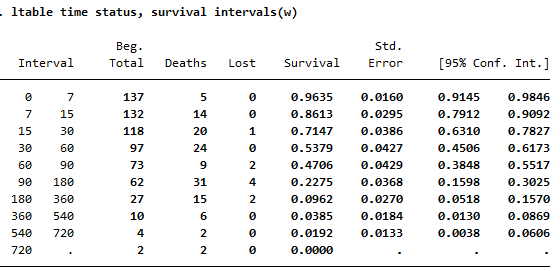 . ltable time status, survival intervals(w)
Beg. Std.
Interval Total Deaths Lost Survival Error [95% Conf. Int.]
0 7 137 5 0 0.9635 0.0160 0.9145 0.9846
7 15 132 14 0 0.8613 0.0295 0.7912 0.9092
15 30 118 20 1 0.7147 0.0386 0.6310 0.7827
30 60 97 24 0 0.5379 0.0427 0.4506 0.6173
60 90 73 9 2 0.4706 0.0429 0.3848 0.5517
90 180 62 31 4 0.2275 0.0368 0.1598 0.3025
180 360 27 15 2 0.0962 0.0270 0.0518 0.1570
360 540 10 6 0 0.0385 0.0184 0.0130 0.0869
540 720 4 2 0 0.0192 0.0133 0.0038 0.0606
720 . 2 2 0 0.0000 . . .